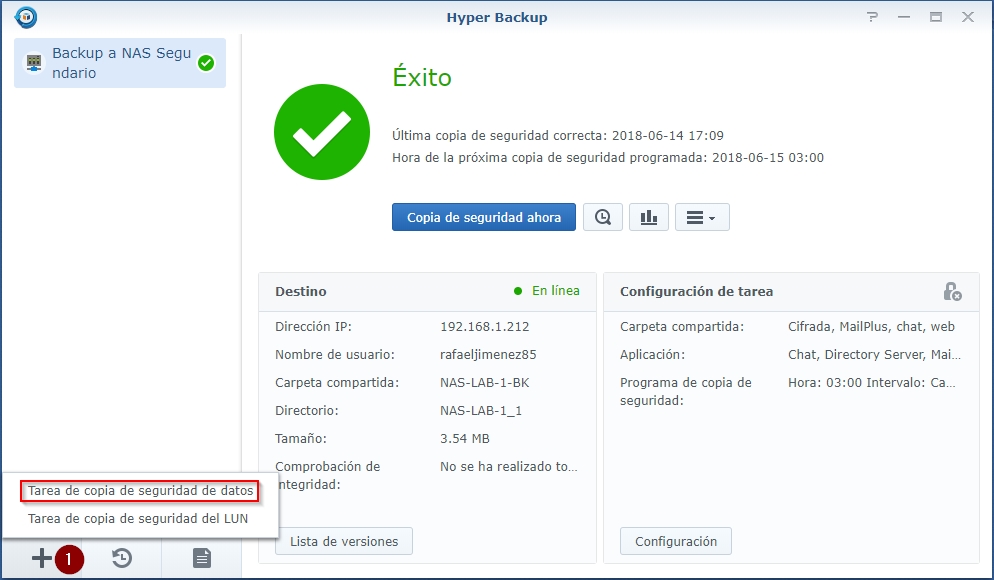 Hyper Backup
Backup a NAS Segu
ndario
Éxito
Última copia de seguridad correcta: 2018-06-14 17:09
Hora de la próxima copia de seguridad programada: 2018-06-15 03:00
Copia de seguridad ahora
Destino
En línea
Dirección IP: 192.168.1.212
Nombre de usuario: rafaeljimenez85
Carpeta compartida: NAS-LAB-1-BK
Directorio: NAS-LAB-1_1
Tamaño: 3.54 MB
Comprobación de No se ha realizado to...
ntegridad:
Lista de versiones
Configuración de tarea
Carpeta compartida: Cifrada, MailPlus, chat, web
Aplicación: Chat, Directory Server, Mai...
Programa de copia de Hora: 03:00 Intervalo: Ca...
seguridad:
Configuración
Tarea de copia de seguridad de datos
Tarea de copia de seguridad del LUN
1